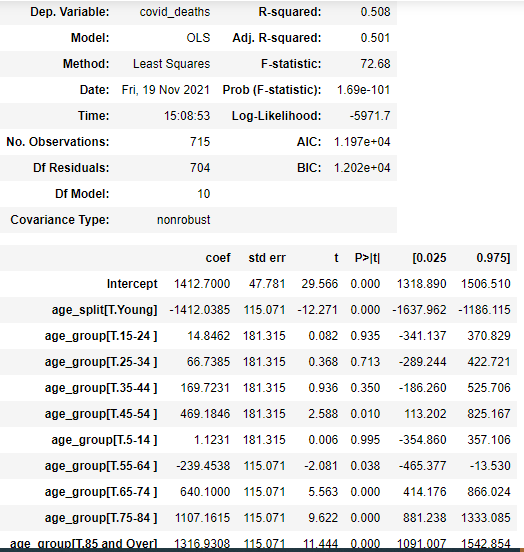 Dep. Variable: covid_deaths R-squared: 0.508
Model: OLS Adj. R-squared: 0.501
Method: Least Squares F-statistic: 72.68
Date: Fri, 19 Nov 2021 Prob (F-statistic): 1.69e-101
Time: 15:08:53 Log-Likelihood: -5971.7
No. Observations: 715 AIC: 1.197e+04
Df Residuals: 704 BIC: 1.202e+04
Df Model: 10
Covariance Type: nonrobust
coef std err t P>|t| [0.025 0.975]
Intercept 1412.7000 47.781 29.566 0.000 1318.890 1506.510
age_split[T.Young] -1412.0385 115.071 -12.271 0.000 -1637.962 -1186.115
age_group[T.15-24 ] 14.8462 181.315 0.082 0.935 -341.137 370.829
age_group[T.25-34 ] 66.7385 181.315 0.368 0.713 -289.244 422.721
age_group[T.35-44 ] 169.7231 181.315 0.936 0.350 -186.260 525.706
age_group[T.45-54 ] 469.1846 181.315 2.588 0.010 113.202 825.167
age_group[T.5-14 ] 1.1231 181.315 0.006 0.995 -354.860 357.106
age_group[T.55-64 ] -239.4538 115.071 -2.081 0.038 -465.377 -13.530
age_group[T.65-74 ] 640.1000 115.071 5.563 0.000 414.176 866.024
age_group[T.75-84 ] 1107.1615 115.071 9.622 0.000 881.238 1333.085
age_group[T.85 and Over] 1316.9308 115.071 11.444 0.000 1091.007 1542.854